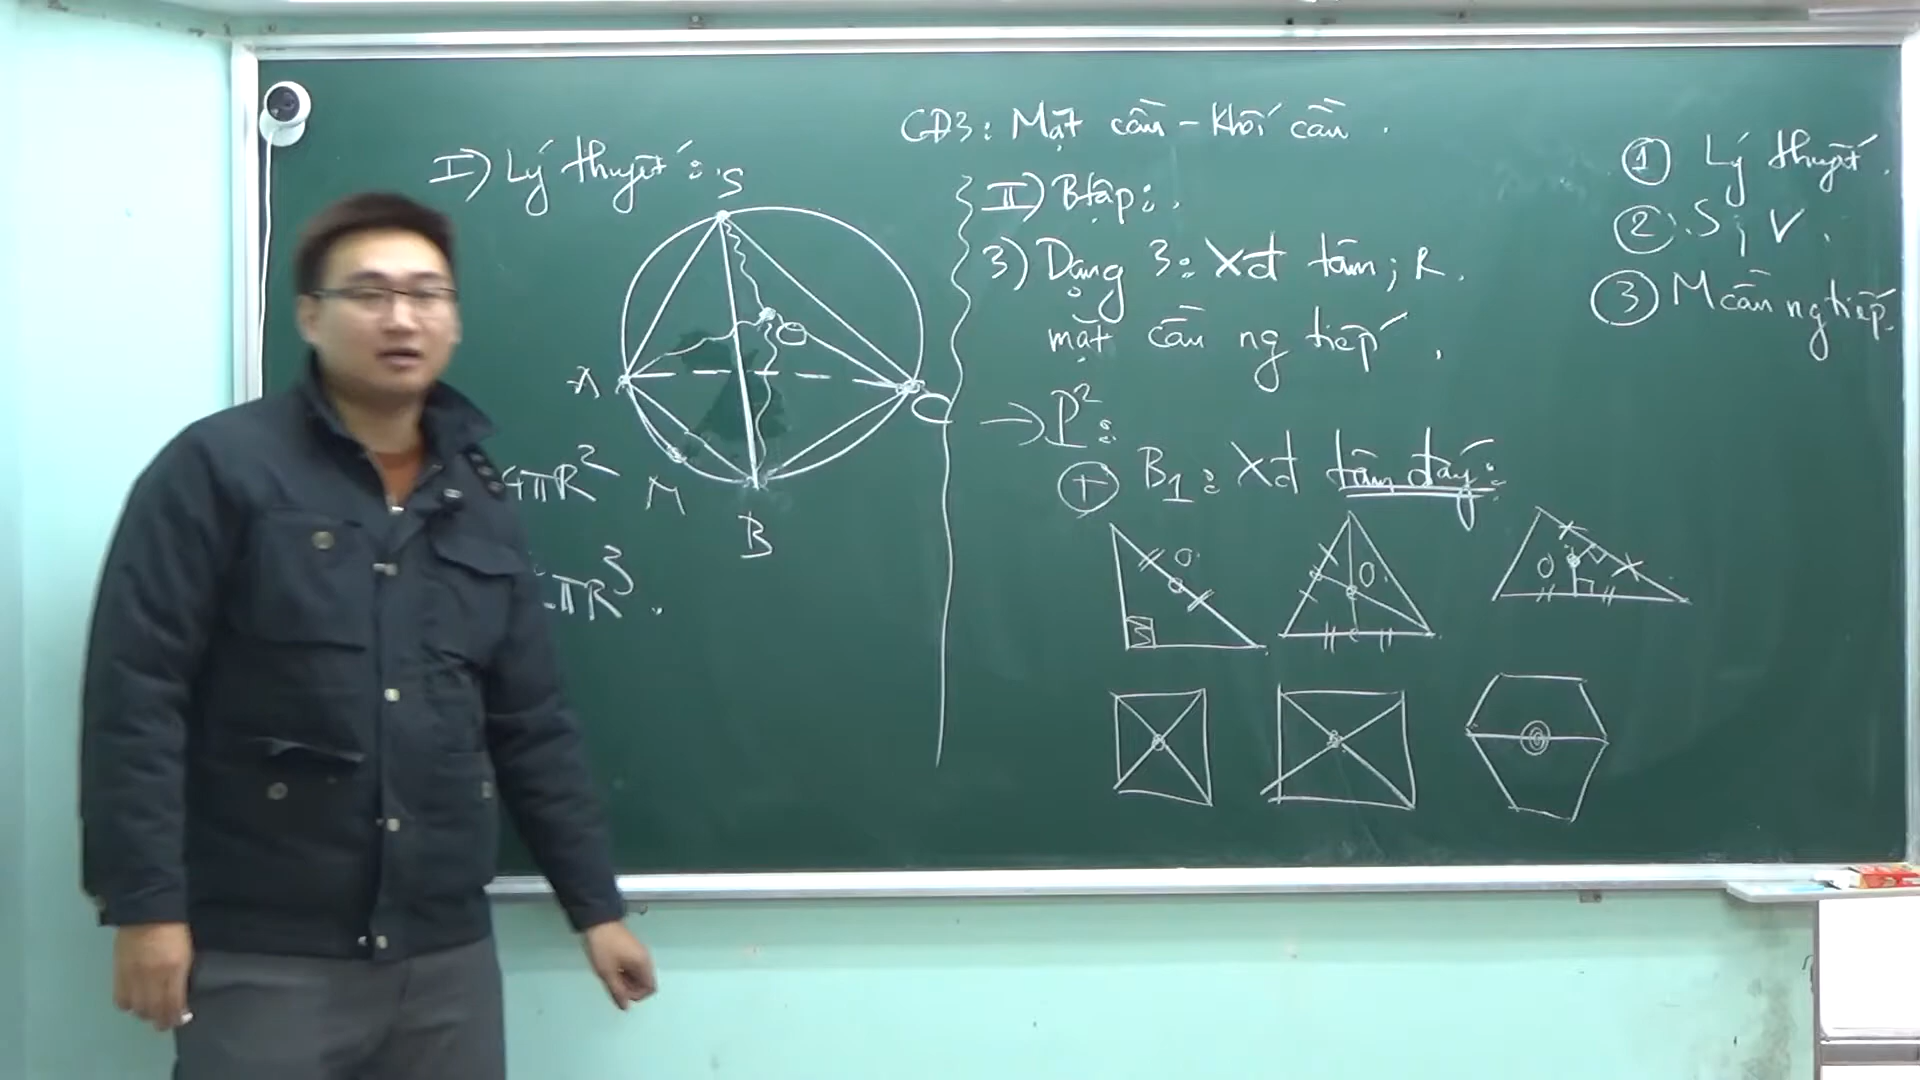 CĐ3: Mặt cầu - Khối cầu.
I) Lý thuyết:
S
A
O
C
M
B
4πR²
πR³.
II) Btập:
3) Dạng 3: Xđ tâm; R.
mặt cầu ng tiếp.
→ P²:
+ B1: Xđ tâm đáy:
O
O
O
① Lý thuyết.
② S; V.
③ M cầu ng tiếp.